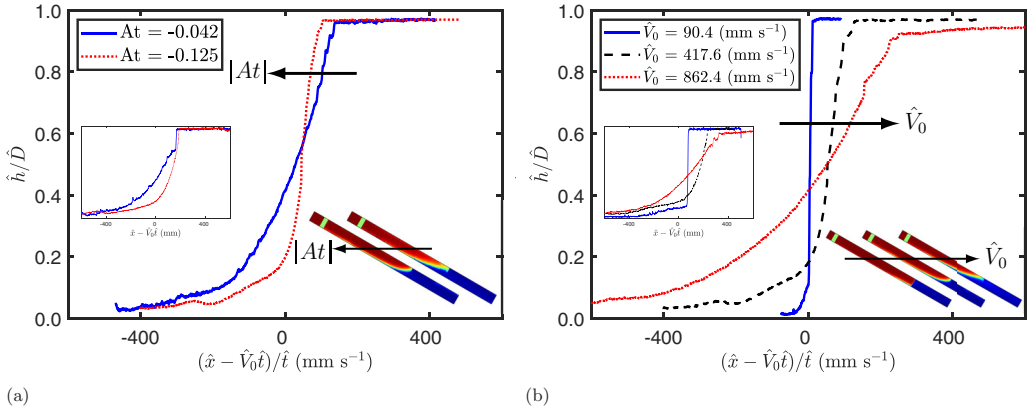 (a)
At = -0.042
At = -0.125
|At|
|At|
1.0
0.8
0.6
0.4
0.2
0.0
ĥ/D̂
-400
0
400
(x̂ - V̂₀t̂)/t̂ (mm s⁻¹)
-400
0
400
x̂ - V̂₀t̂ (mm)
(b)
V̂₀ = 90.4 (mm s⁻¹)
V̂₀ = 417.6 (mm s⁻¹)
V̂₀ = 862.4 (mm s⁻¹)
V̂₀
V̂₀
1.0
0.8
0.6
0.4
0.2
0.0
ĥ/D̂
-400
0
400
(x̂ - V̂₀t̂)/t̂ (mm s⁻¹)
-400
0
400
x̂ - V̂₀t̂ (mm)